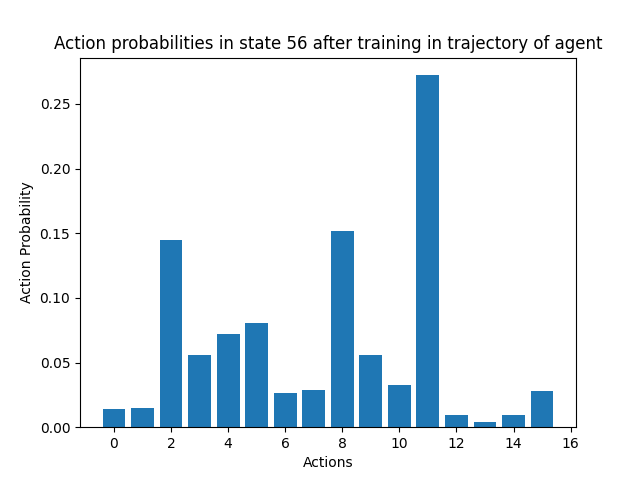 Action probabilities in state 56 after training in trajectory of agent
0.25
0.20
0.15
0.10
0.05
0.00
Action Probability
0 2 4 6 8 10 12 14 16
Actions